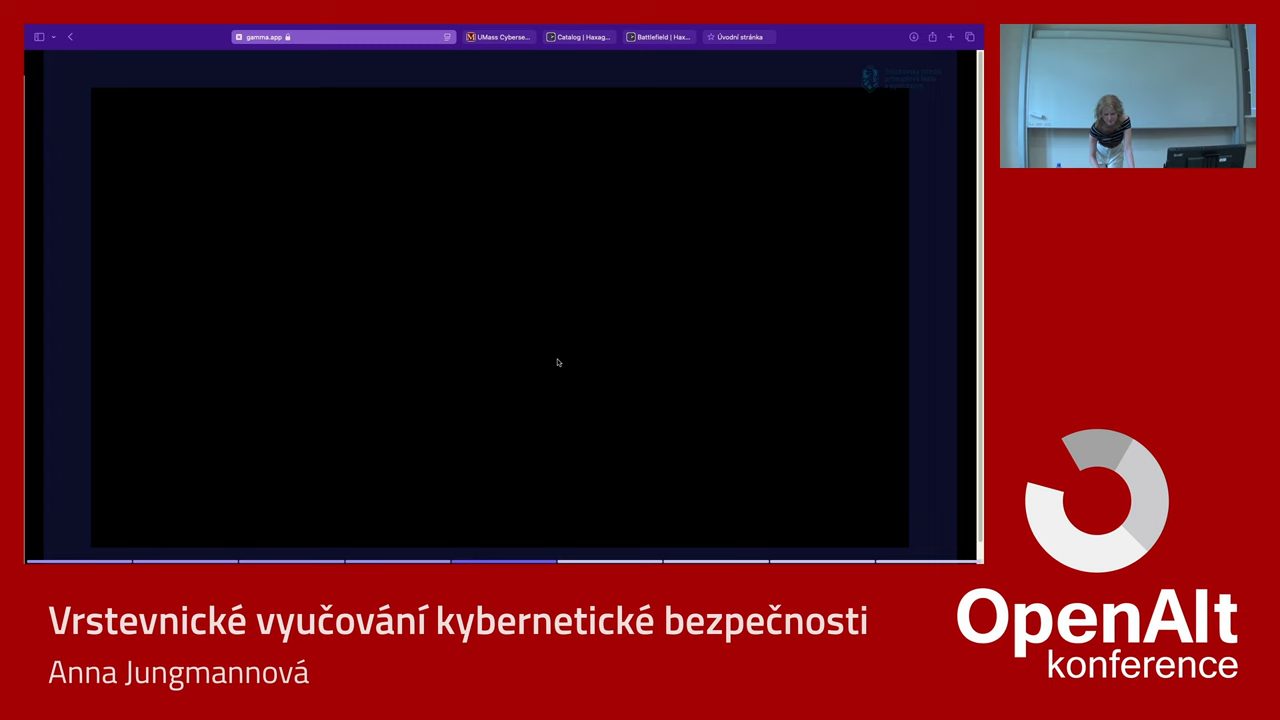 gamma.app
UMass Cyberse...
Catalog | Haxag...
Battlefield | Hax...
Úvodní stránka
Vrstevnické vyučování kybernetické bezpečnosti
Anna Jungmannová
OpenAlt
konference